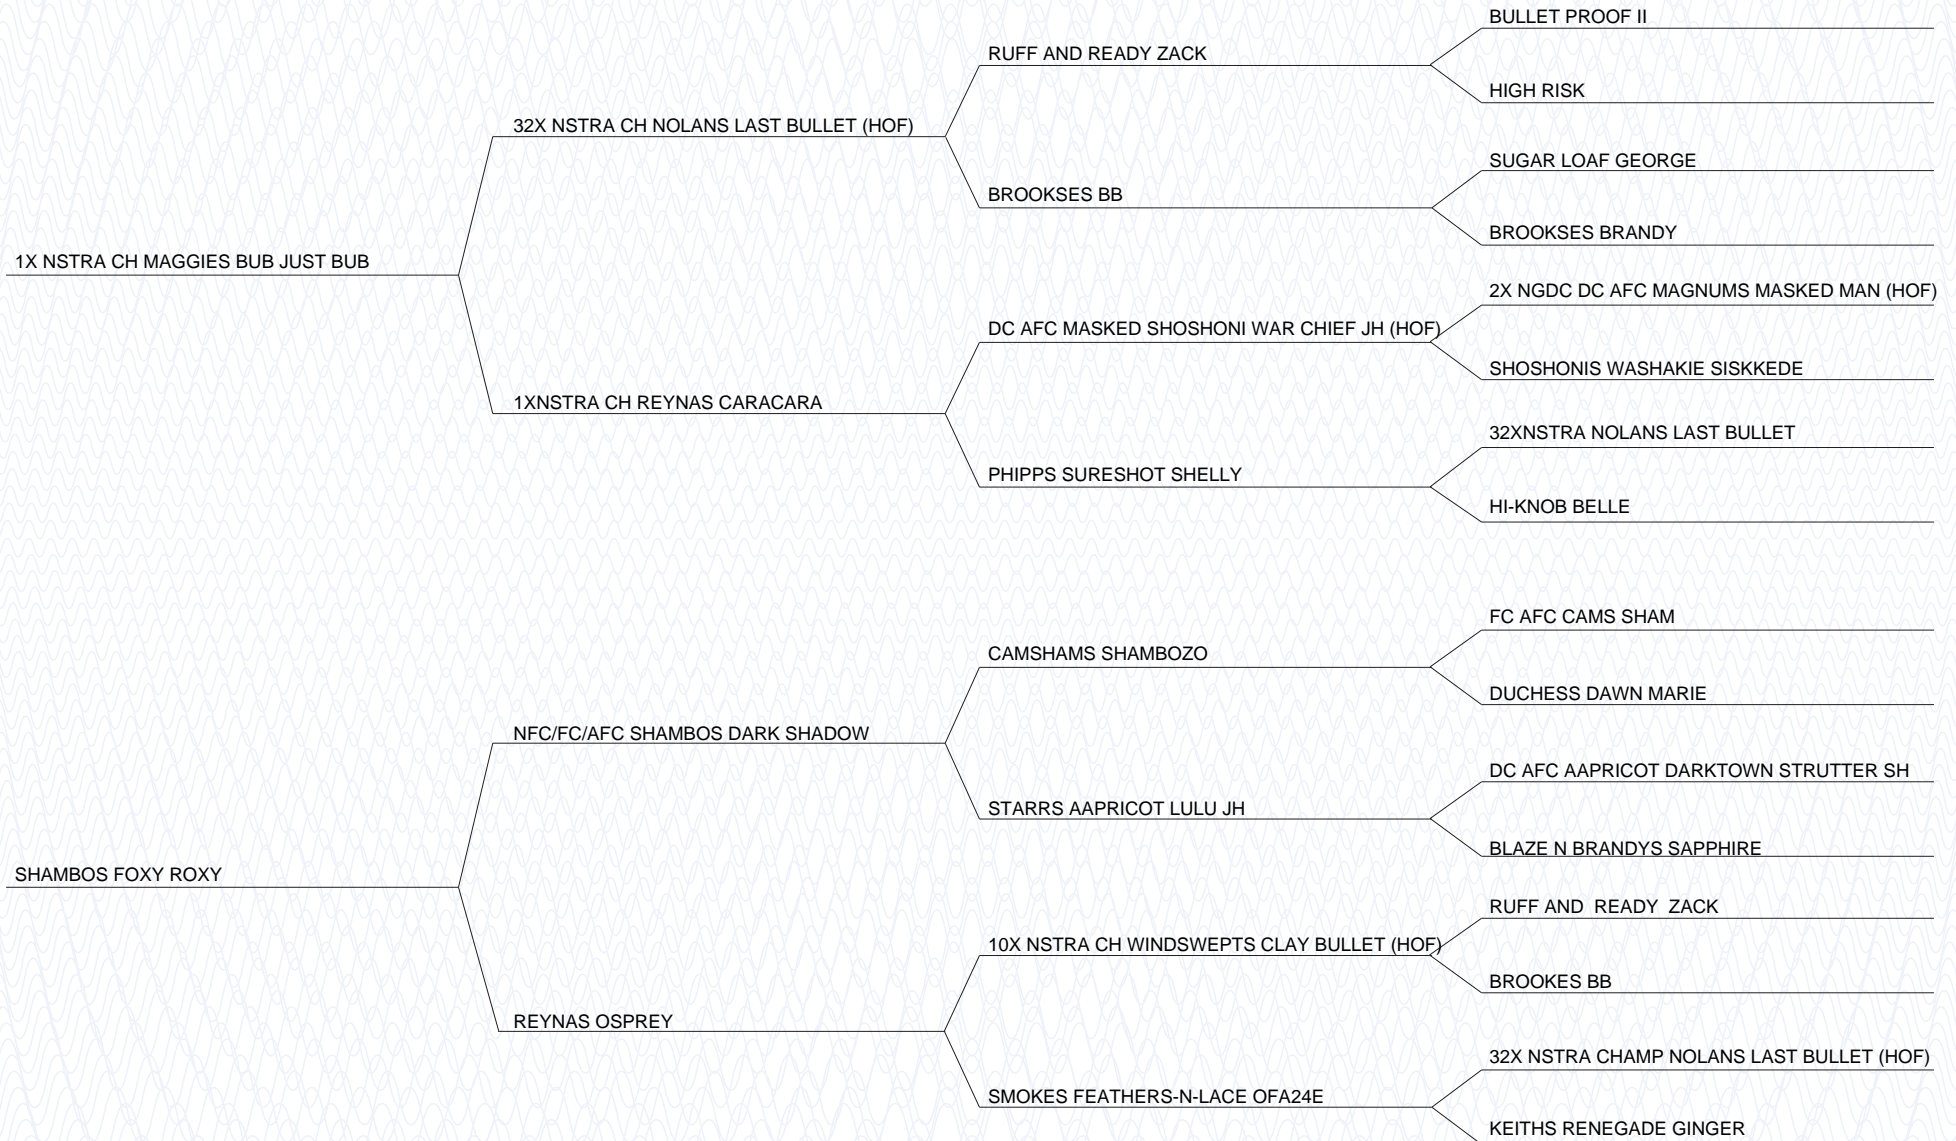 BULLET PROOF II
RUFF AND READY ZACK
HIGH RISK
32X NSTRA CH NOLANS LAST BULLET (HOF)
SUGAR LOAF GEORGE
BROOKSES BB
BROOKSES BRANDY
1X NSTRA CH MAGGIES BUB JUST BUB
2X NGDC DC AFC MAGNUMS MASKED MAN (HOF)
DC AFC MASKED SHOSHONI WAR CHIEF JH (HOF)
SHOSHONIS WASHAKIE SISKKEDE
1XNSTRA CH REYNAS CARACARA
32XNSTRA NOLANS LAST BULLET
PHIPPS SURESHOT SHELLY
HI-KNOB BELLE
FC AFC CAMS SHAM
CAMSHAMS SHAMBOZO
DUCHESS DAWN MARIE
NFC/FC/AFC SHAMBOS DARK SHADOW
DC AFC AAPRICOT DARKTOWN STRUTTER SH
STARRS AAPRICOT LULU JH
BLAZE N BRANDYS SAPPHIRE
SHAMBOS FOXY ROXY
RUFF AND  READY  ZACK
10X NSTRA CH WINDSWEPTS CLAY BULLET (HOF)
BROOKES BB
REYNAS OSPREY
32X NSTRA CHAMP NOLANS LAST BULLET (HOF)
SMOKES FEATHERS-N-LACE OFA24E
KEITHS RENEGADE GINGER